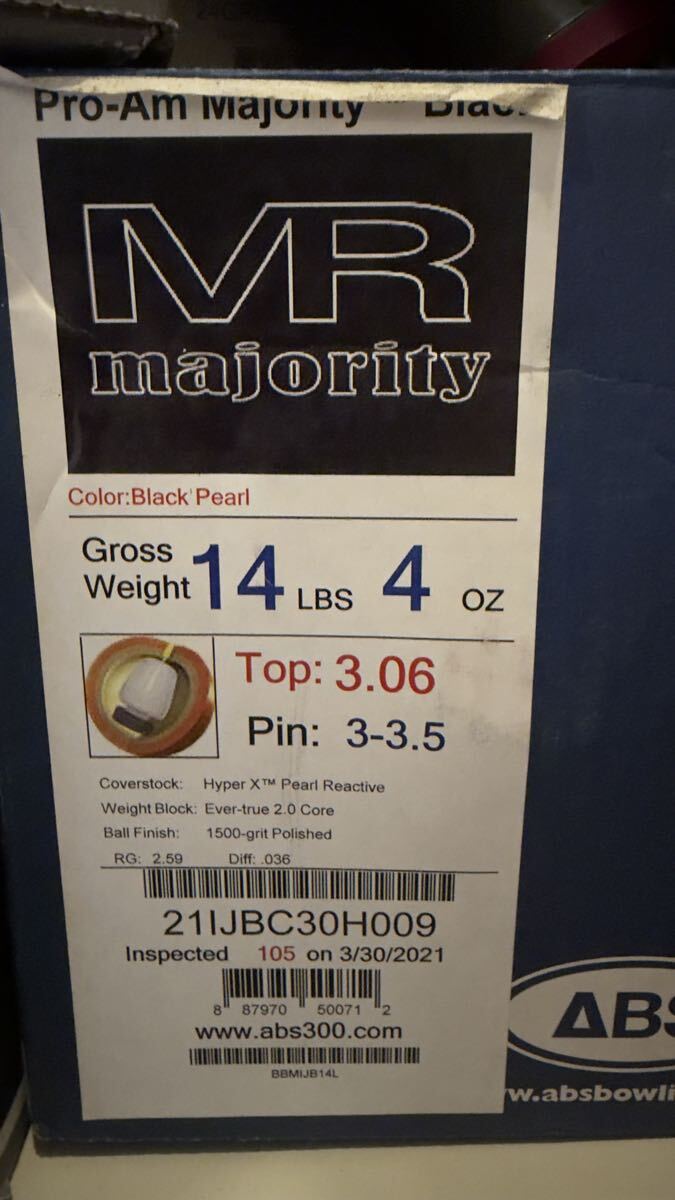 Pro-Am Majority
MR
majority
Color:Black Pearl
Gross Weight 14 LBS 4 OZ
Top: 3.06
Pin: 3-3.5
Coverstock: Hyper X™ Pearl Reactive
Weight Block: Ever-true 2.0 Core
Ball Finish: 1500-grit Polished
RG: 2.59 Diff: .036
21IJBC30H009
Inspected 105 on 3/30/2021
8 87970 50071 2
www.abs300.com
BBMIJB14L
ABS
w.absbowli